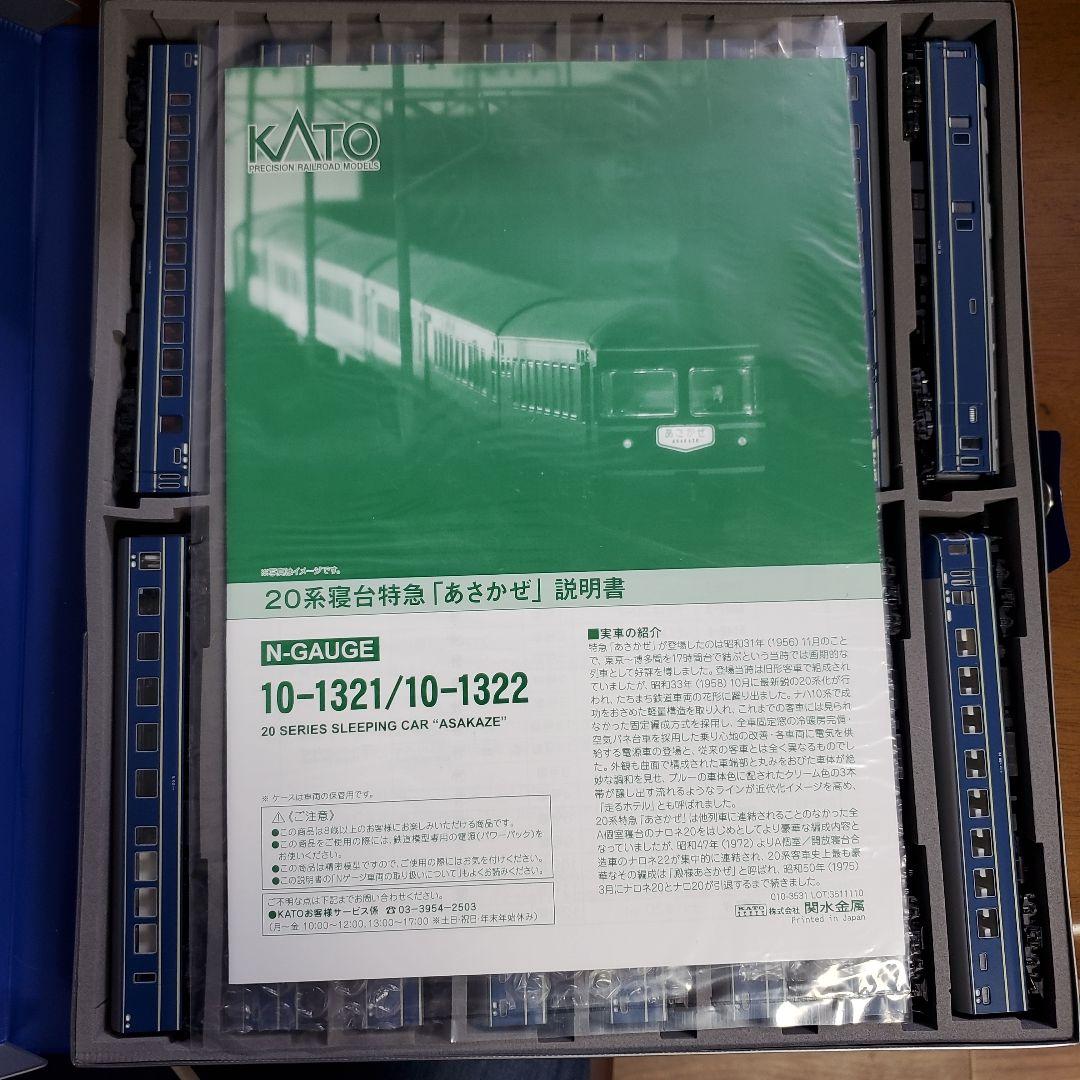 KATO
PRECISION RAILROAD MODELS
あさかぜ
ASAKAZE
※写真はイメージです。
20系寝台特急「あさかぜ」説明書
N-GAUGE
10-1321/10-1322
20 SERIES SLEEPING CAR "ASAKAZE"
※ ケースは車両の保管用です。
⚠《ご注意》
●この商品は8歳以上のお客様にお楽しみいただける商品です。
●この商品をご使用の際には、鉄道模型専用の電源(パワーパック)を
お使いください。
●この商品は精密模型ですので、ご使用の際にはお気を付けください。
●この説明書の「Nゲージ車両の取り扱いについて」もよくお読みください。
ご不明な点は下記までお問い合わせください。
●KATOお客様サービス係 ☎03-3954-2503
(月～金 10:00～12:00、13:00～17:00 ※土日・祝日・年末年始休み)
■実車の紹介
特急「あさかぜ」が登場したのは昭和31年(1956)11月のこと
で、東京～博多間を17時間台で結ぶという当時では画期的な
列車として好評を博しました。登場当時は旧形客車で組成され
ていましたが、昭和33年(1958)10月に最新鋭の20系化が行
われ、たちまち鉄道車両の花形に躍り出ました。ナハ10系で成
功をおさめた軽量構造を取り入れ、これまでの客車には見られ
なかった固定編成方式を採用し、全車固定窓の冷暖房完備・
空気バネ台車を採用した乗り心地の改善・各車両に電気を供
給する電源車の登場と、従来の客車とは全く異なるものでし
た。外観も曲面で構成された車端部と丸みをおびた車体が絶
妙な調和を見せ、ブルーの車体色に配されたクリーム色の3本
帯が醸し出す流れるようなラインが近代化イメージを高め、
「走るホテル」とも呼ばれました。
20系特急「あさかぜ」は他列車に連結されることのなかった全
A個室寝台のナロネ20をはじめとしてより豪華な編成内容と
なっていましたが、昭和47年(1972)よりA個室/開放寝台合
造車のナロネ22が集中的に連結され、20系客車史上最も豪
華なその編成は「殿様あさかぜ」と呼ばれ、昭和50年(1975)
3月にナロネ20とナロ20が引退するまで続きました。
010-3531 LOT:3511110
KATO 株式会社 関水金属
Printed in Japan